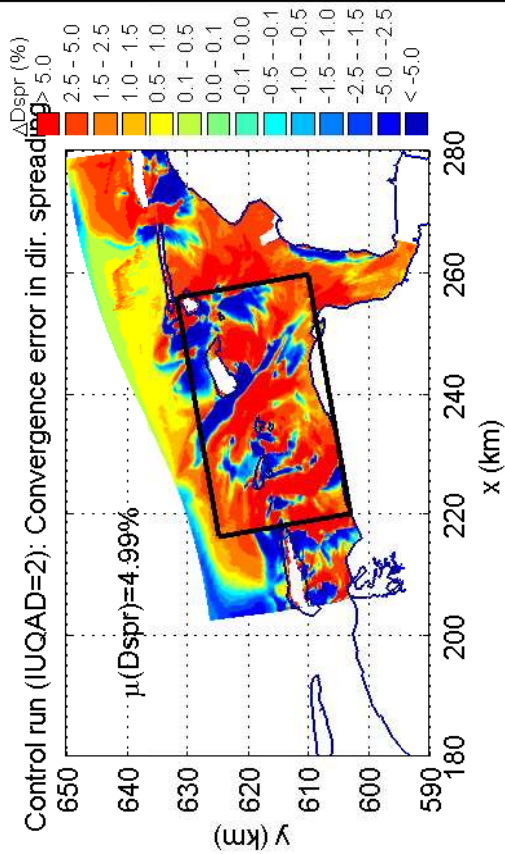 Control run (IUQAD=2): Convergence error in dir. spreading
ΔDspr (%)
> 5.0
2.5 - 5.0
1.5 - 2.5
1.0 - 1.5
0.5 - 1.0
0.1 - 0.5
0.0 - 0.1
-0.1 - 0.0
-0.5 - -0.1
-1.0 - -0.5
-1.5 - -1.0
-2.5 - -1.5
-5.0 - -2.5
< -5.0
μ(Dspr)=4.99%
y (km)
650
640
630
620
610
600
590
180
200
220
240
260
280
x (km)